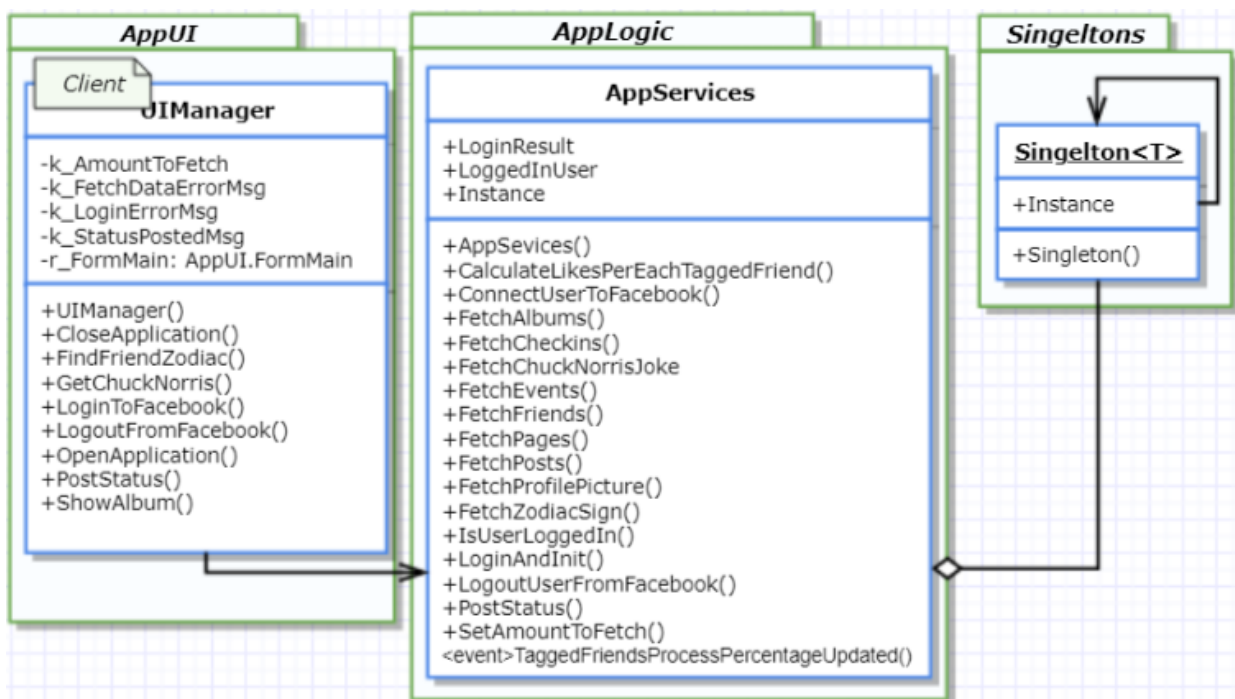 AppUI
Client
UIManager
-k_AmountToFetch
-k_FetchDataErrorMsg
-k_LoginErrorMsg
-k_StatusPostedMsg
-r_FormMain: AppUI.FormMain
+UIManager()
+CloseApplication()
+FindFriendZodiac()
+GetChuckNorris()
+LoginToFacebook()
+LogoutFromFacebook()
+OpenApplication()
+PostStatus()
+ShowAlbum()
AppLogic
AppServices
+LoginResult
+LoggedInUser
+Instance
+AppSevices()
+CalculateLikesPerEachTaggedFriend()
+ConnectUserToFacebook()
+FetchAlbums()
+FetchCheckins()
+FetchChuckNorrisJoke
+FetchEvents()
+FetchFriends()
+FetchPages()
+FetchPosts()
+FetchProfilePicture()
+FetchZodiacSign()
+IsUserLoggedIn()
+LoginAndInit()
+LogoutUserFromFacebook()
+PostStatus()
+SetAmountToFetch()
<event>TaggedFriendsProcessPercentageUpdated()
Singeltons
Singelton<T>
+Instance
+Singleton()